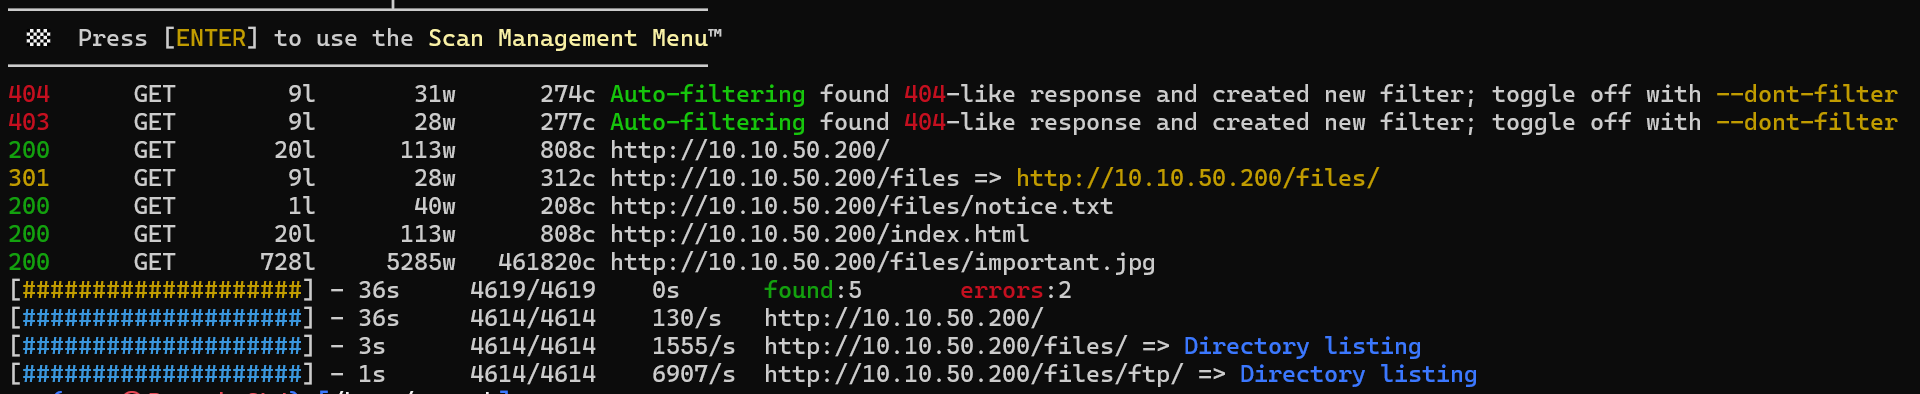 Press [ENTER] to use the Scan Management Menu™
404 GET 9l 31w 274c Auto-filtering found 404-like response and created new filter; toggle off with --dont-filter
403 GET 9l 28w 277c Auto-filtering found 404-like response and created new filter; toggle off with --dont-filter
200 GET 20l 113w 808c http://10.10.50.200/
301 GET 9l 28w 312c http://10.10.50.200/files => http://10.10.50.200/files/
200 GET 1l 40w 208c http://10.10.50.200/files/notice.txt
200 GET 20l 113w 808c http://10.10.50.200/index.html
200 GET 728l 5285w 461820c http://10.10.50.200/files/important.jpg
[####################] - 36s 4619/4619 0s found:5 errors:2
[####################] - 36s 4614/4614 130/s http://10.10.50.200/
[####################] - 3s 4614/4614 1555/s http://10.10.50.200/files/ => Directory listing
[####################] - 1s 4614/4614 6907/s http://10.10.50.200/files/ftp/ => Directory listing